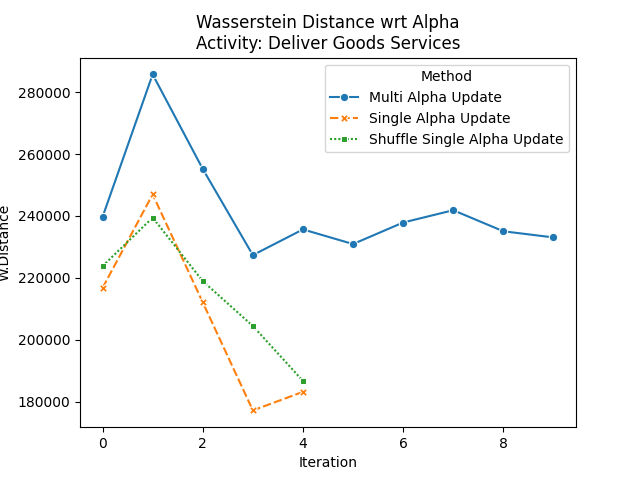 Wasserstein Distance wrt Alpha
Activity: Deliver Goods Services
Method
Multi Alpha Update
Single Alpha Update
Shuffle Single Alpha Update
280000
260000
240000
220000
200000
180000
W.Distance
0
2
4
6
8
Iteration